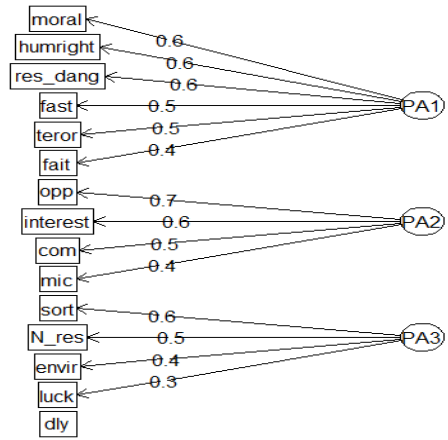 moral
0.6
humright
0.6
res_dang
0.6
fast
0.5
PA1
teror
0.5
fait
0.4
opp
0.7
interest
0.6
PA2
com
0.5
mic
0.4
sort
0.6
N_res
0.5
PA3
envir
0.4
luck
0.3
dly